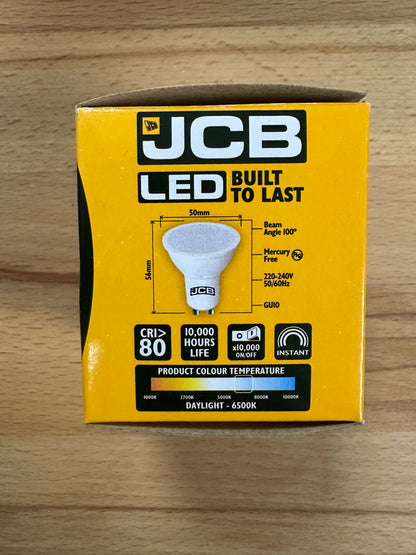 JCB
JCB
LED
BUILT
TO LAST
50mm
56mm
Beam
Angle 100°
Mercury
Free
Hg
220-240V
50/60Hz
GU10
JCB
CRI>
80
10,000
HOURS
LIFE
x10,000
ON/OFF
INSTANT
PRODUCT COLOUR TEMPERATURE
1000K 2700K 5000K 8000K 10000K
DAYLIGHT - 6500K